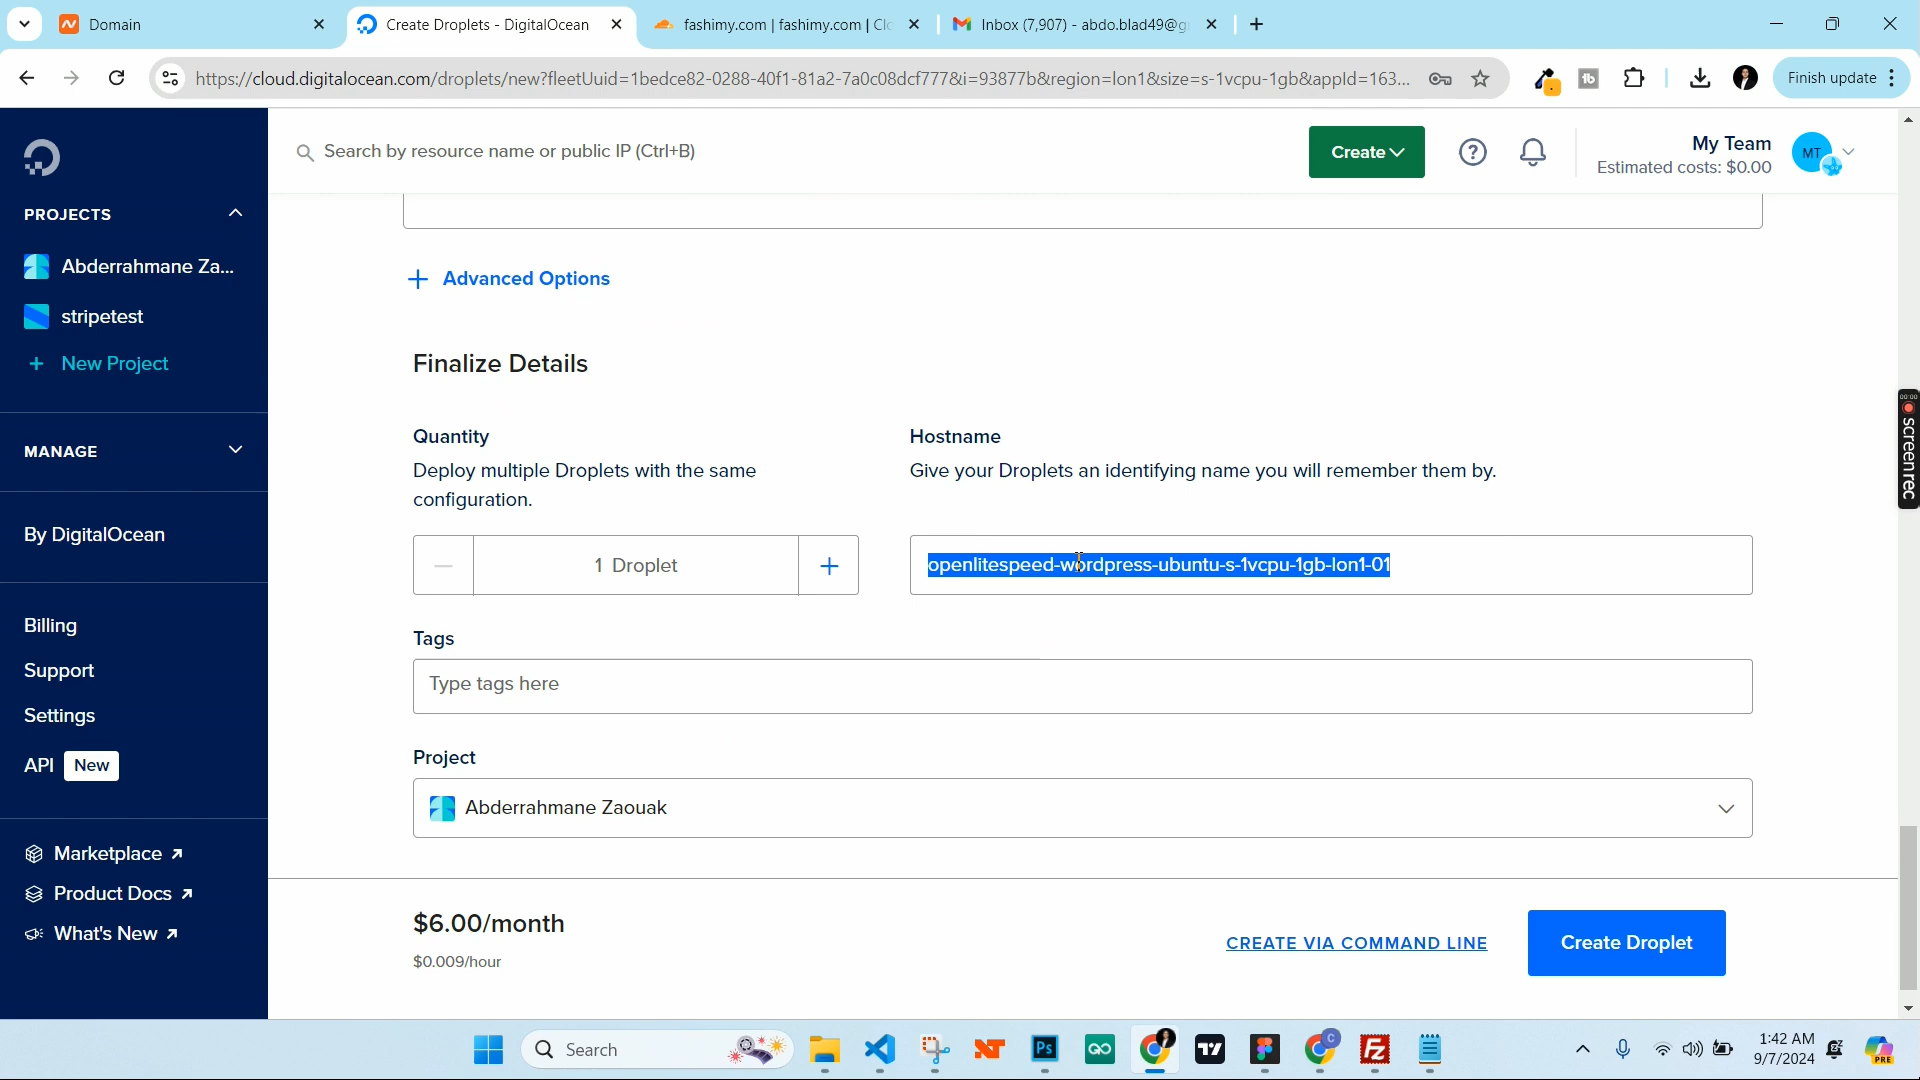 Domain
Create Droplets - DigitalOcean
fashimy.com | fashimy.com | Cl
Inbox (7,907) - abdo.blad49@g
https://cloud.digitalocean.com/droplets/new?fleetUuid=1bedce82-0288-40f1-81a2-7a0c08dcf777&i=93877b&region=lon1&size=s-1vcpu-1gb&appId=163...
Finish update
Search by resource name or public IP (Ctrl+B)
Create
My Team
Estimated costs: $0.00
MT
PROJECTS
Abderrahmane Za...
stripetest
+ New Project
MANAGE
By DigitalOcean
Billing
Support
Settings
API New
Marketplace
Product Docs
What's New
+ Advanced Options
Finalize Details
Quantity
Deploy multiple Droplets with the same
configuration.
1 Droplet
Hostname
Give your Droplets an identifying name you will remember them by.
openlitespeed-wordpress-ubuntu-s-1vcpu-1gb-lon1-01
Tags
Type tags here
Project
Abderrahmane Zaouak
$6.00/month
$0.009/hour
CREATE VIA COMMAND LINE
Create Droplet
00:00
screenrec
Search
1:42 AM
9/7/2024